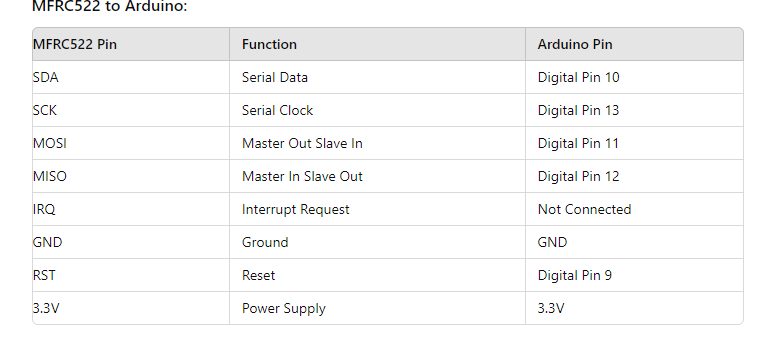 MFRC522 to Arduino:
MFRC522 Pin Function Arduino Pin
SDA Serial Data Digital Pin 10
SCK Serial Clock Digital Pin 13
MOSI Master Out Slave In Digital Pin 11
MISO Master In Slave Out Digital Pin 12
IRQ Interrupt Request Not Connected
GND Ground GND
RST Reset Digital Pin 9
3.3V Power Supply 3.3V